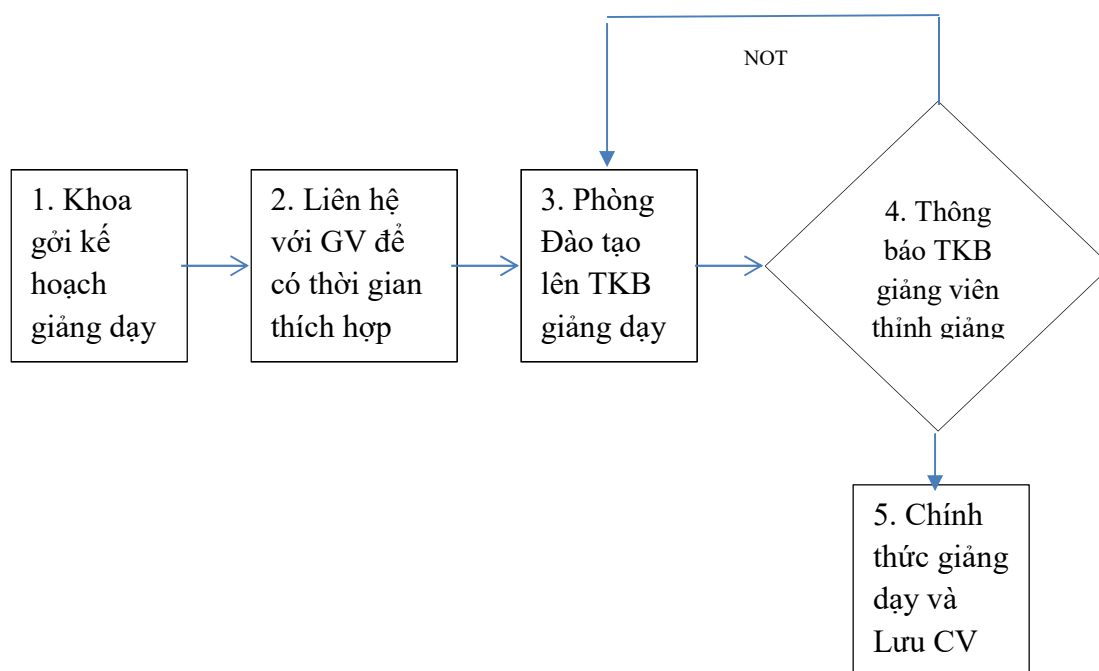 NOT
1. Khoa
gởi kế
hoạch
giảng dạy
2. Liên hệ
với GV để
có thời gian
thích hợp
3. Phòng
Đào tạo
lên TKB
giảng dạy
4. Thông
báo TKB
giảng viên
thỉnh giảng
5. Chính
thức giảng
dạy và
Lưu CV